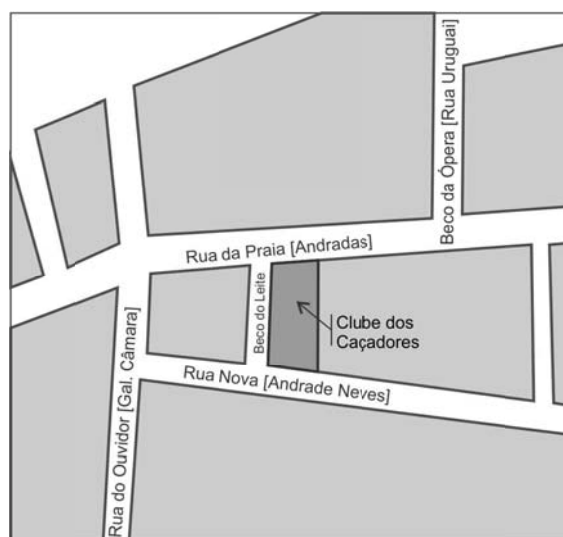 Beco da Ópera [Rua Uruguai]
Rua da Praia [Andradas]
Beco do Leite
Clube dos
Caçadores
Rua Nova [Andrade Neves]
Rua do Ouvidor [Gal. Câmara]